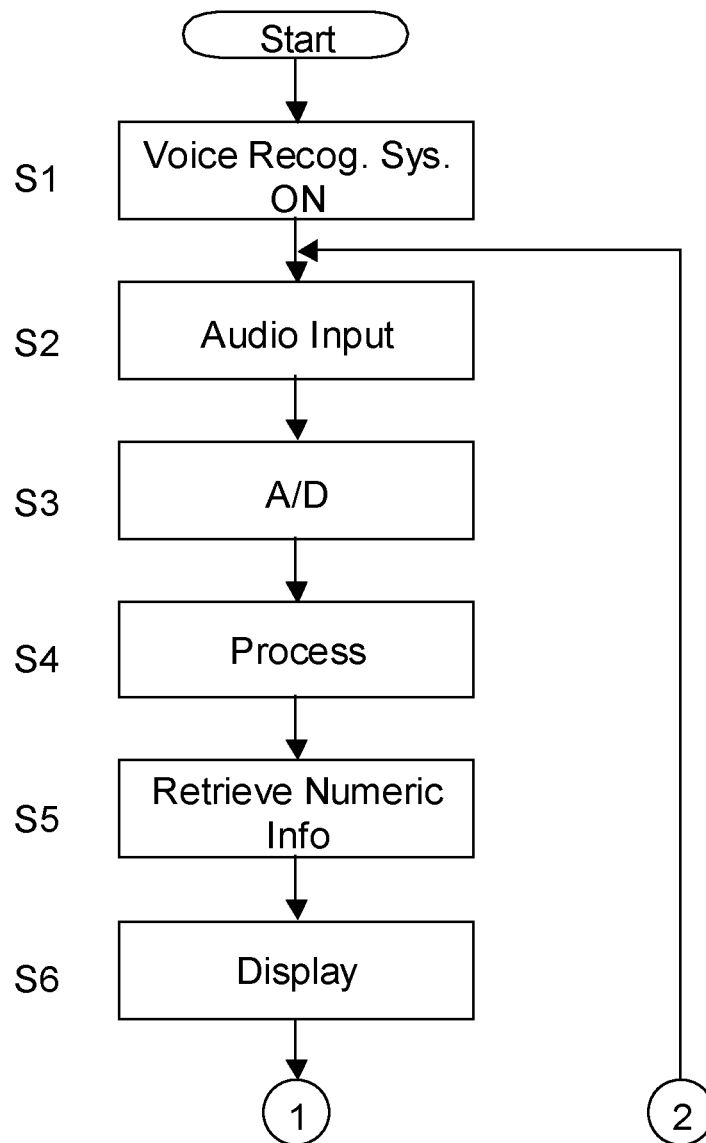 Start
S1
Voice Recog. Sys.
ON
S2
Audio Input
S3
A/D
S4
Process
S5
Retrieve Numeric
Info
S6
Display
1
2